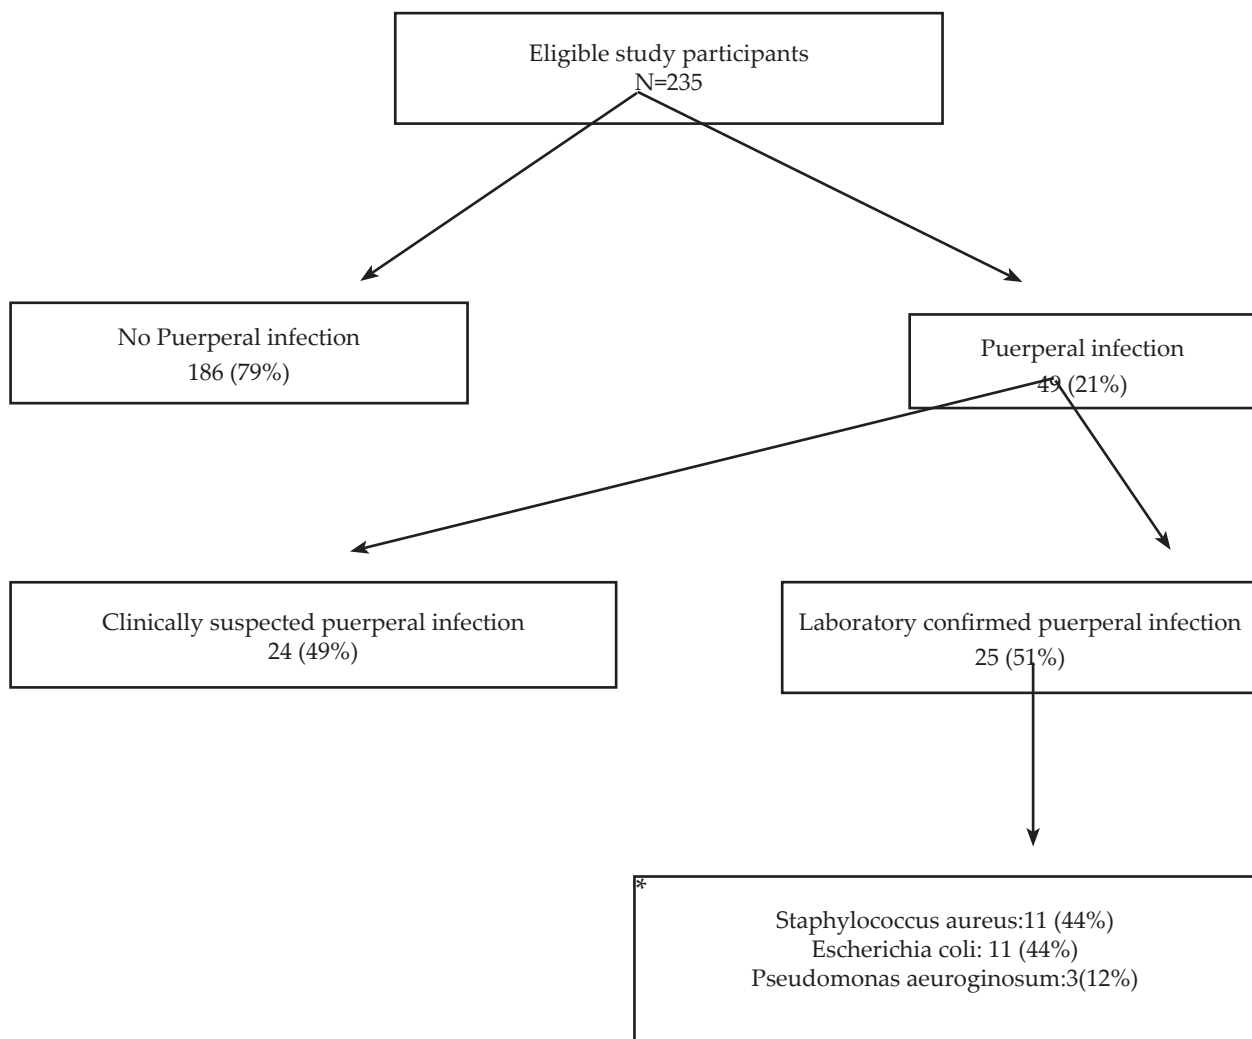 Eligible study participants
N=235
No Puerperal infection
186 (79%)
Puerperal infection
49 (21%)
Clinically suspected puerperal infection
24 (49%)
Laboratory confirmed puerperal infection
25 (51%)
*
Staphylococcus aureus:11 (44%)
Escherichia coli: 11 (44%)
Pseudomonas aeuroginosum:3(12%)